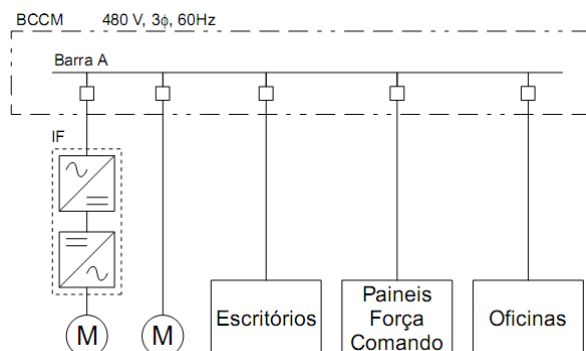 BCCM 480 V, 3ϕ, 60Hz
Barra A
IF
M
M
Escritórios
Paineis
Força
Comando
Oficinas